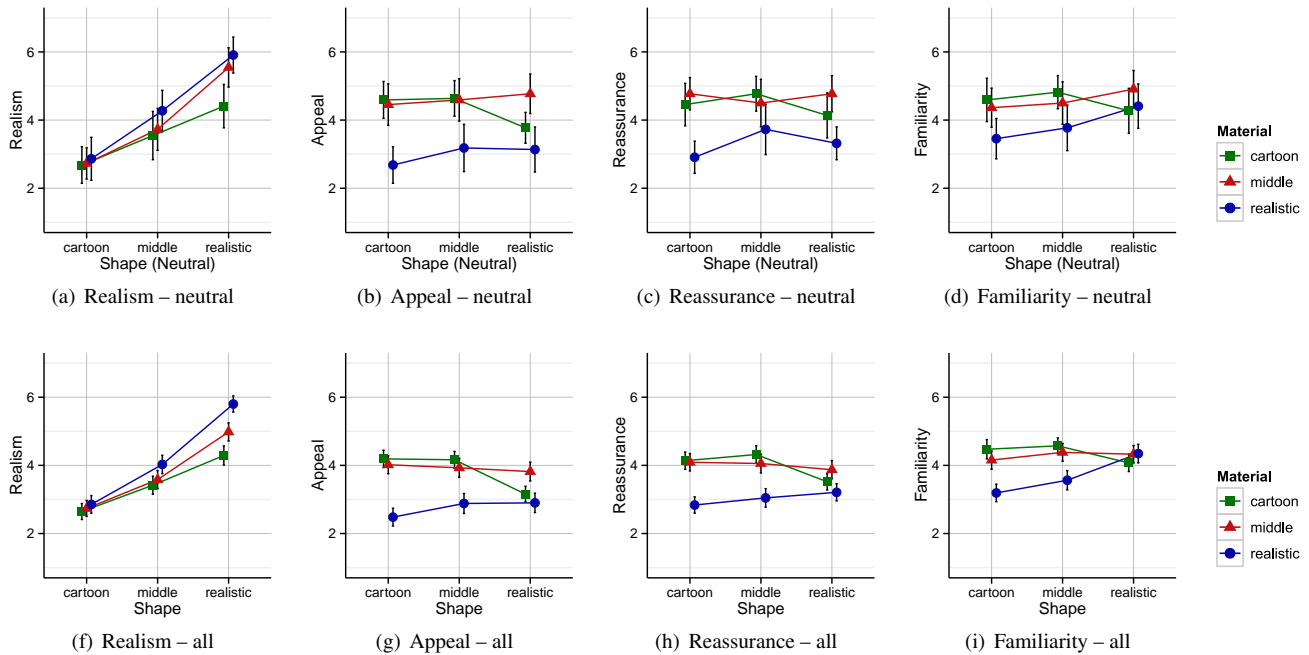 Realism
6
4
2
cartoon middle realistic
Shape (Neutral)
(a) Realism – neutral
Appeal
6
4
2
cartoon middle realistic
Shape (Neutral)
(b) Appeal – neutral
Reassurance
6
4
2
cartoon middle realistic
Shape (Neutral)
(c) Reassurance – neutral
Familiarity
6
4
2
cartoon middle realistic
Shape (Neutral)
(d) Familiarity – neutral
Material
cartoon
middle
realistic
Realism
6
4
2
cartoon middle realistic
Shape
(f) Realism – all
Appeal
6
4
2
cartoon middle realistic
Shape
(g) Appeal – all
Reassurance
6
4
2
cartoon middle realistic
Shape
(h) Reassurance – all
Familiarity
6
4
2
cartoon middle realistic
Shape
(i) Familiarity – all
Material
cartoon
middle
realistic